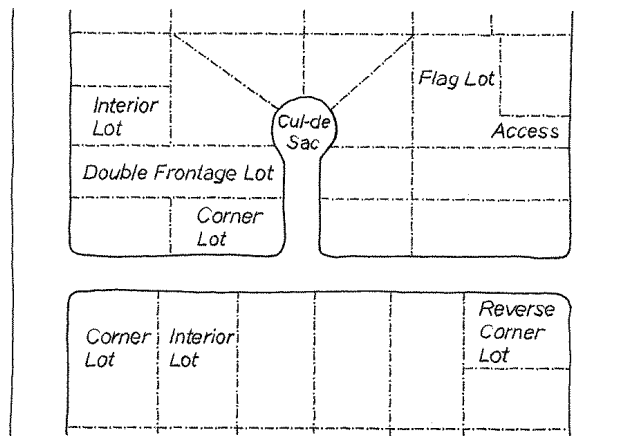 Flag Lot
Interior
Lot
Cul-de
Sac
Access
Double Frontage Lot
Corner
Lot
Corner
Lot
Interior
Lot
Reverse
Corner
Lot